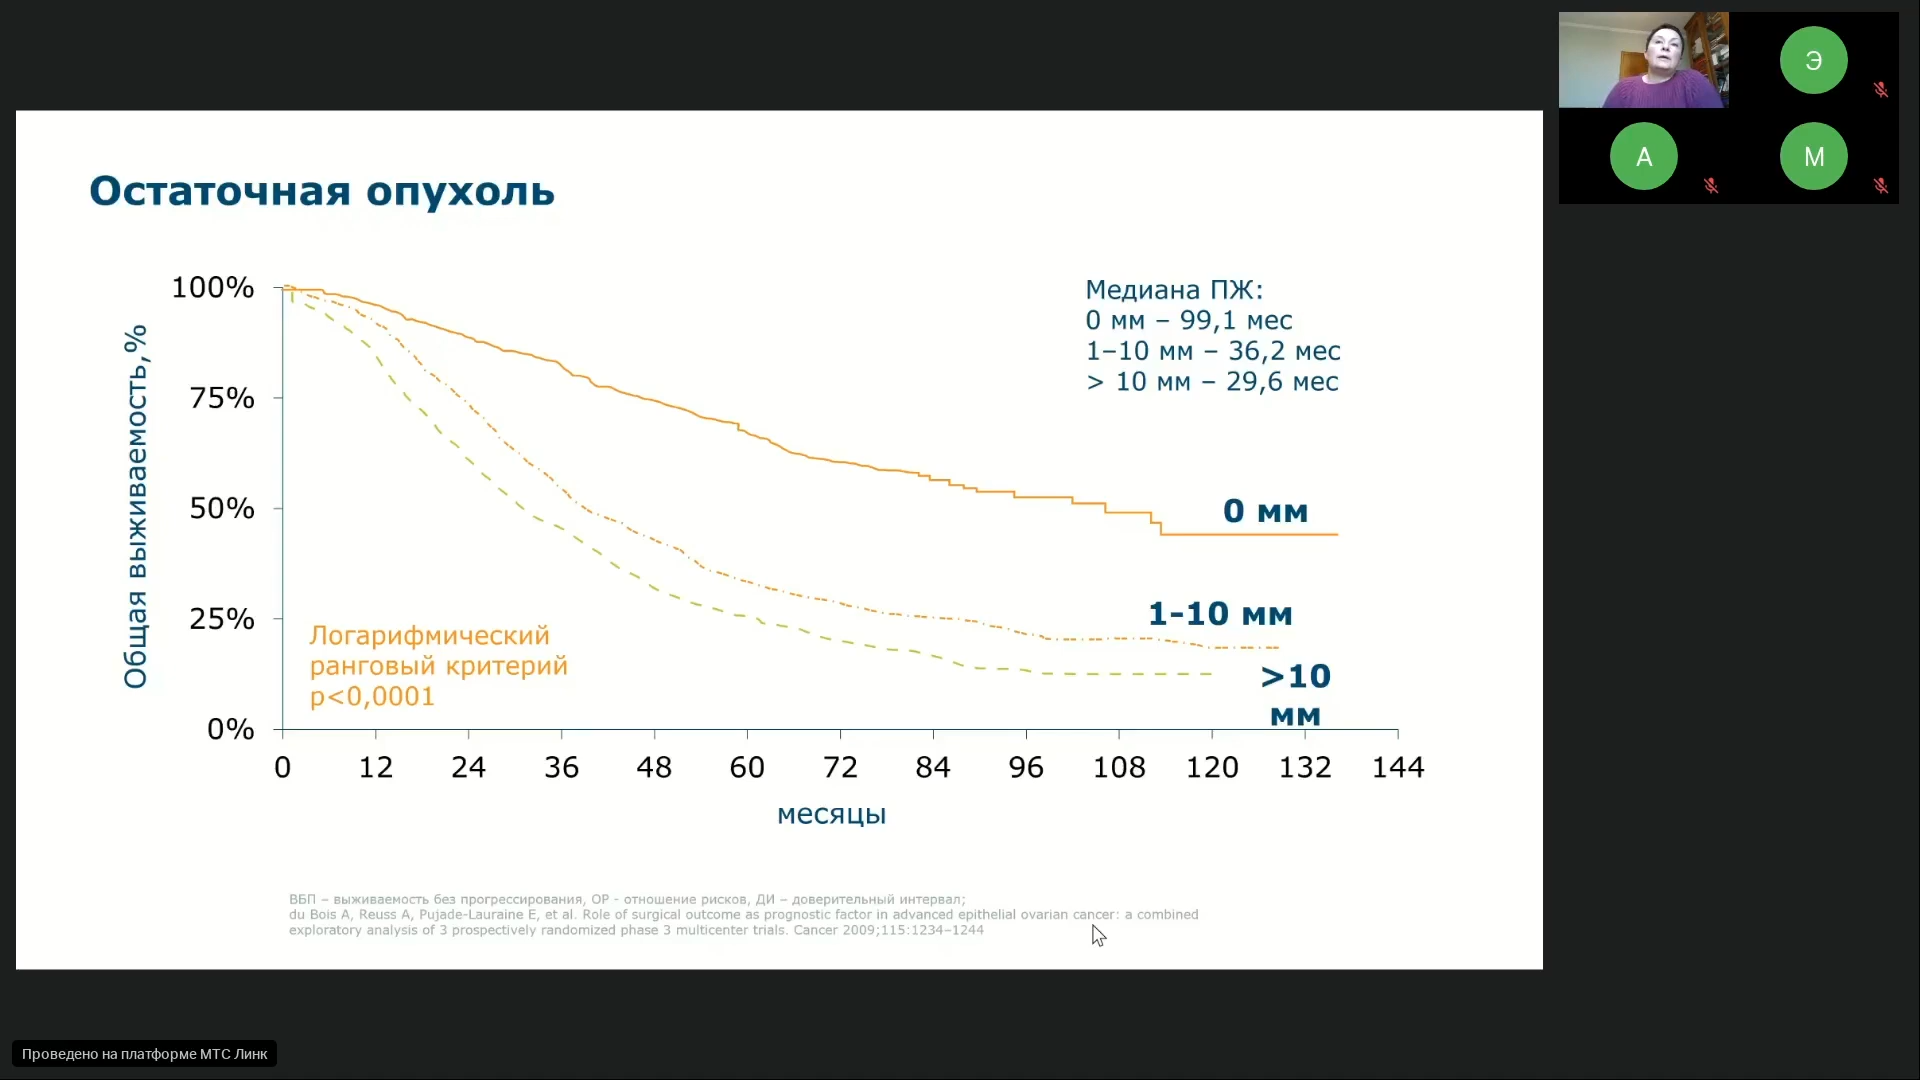 Э
А
М
Остаточная опухоль
Медиана ПЖ:
0 мм – 99,1 мес
1–10 мм – 36,2 мес
> 10 мм – 29,6 мес
Общая выживаемость,%
100%
75%
50%
25%
0%
0 мм
1-10 мм
>10
мм
Логарифмический
ранговый критерий
p<0,0001
0 12 24 36 48 60 72 84 96 108 120 132 144
месяцы
ВБП – выживаемость без прогрессирования, ОР - отношение рисков, ДИ – доверительный интервал;
du Bois A, Reuss A, Pujade-Lauraine E, et al. Role of surgical outcome as prognostic factor in advanced epithelial ovarian cancer: a combined
exploratory analysis of 3 prospectively randomized phase 3 multicenter trials. Cancer 2009;115:1234–1244
Проведено на платформе МТС Линк